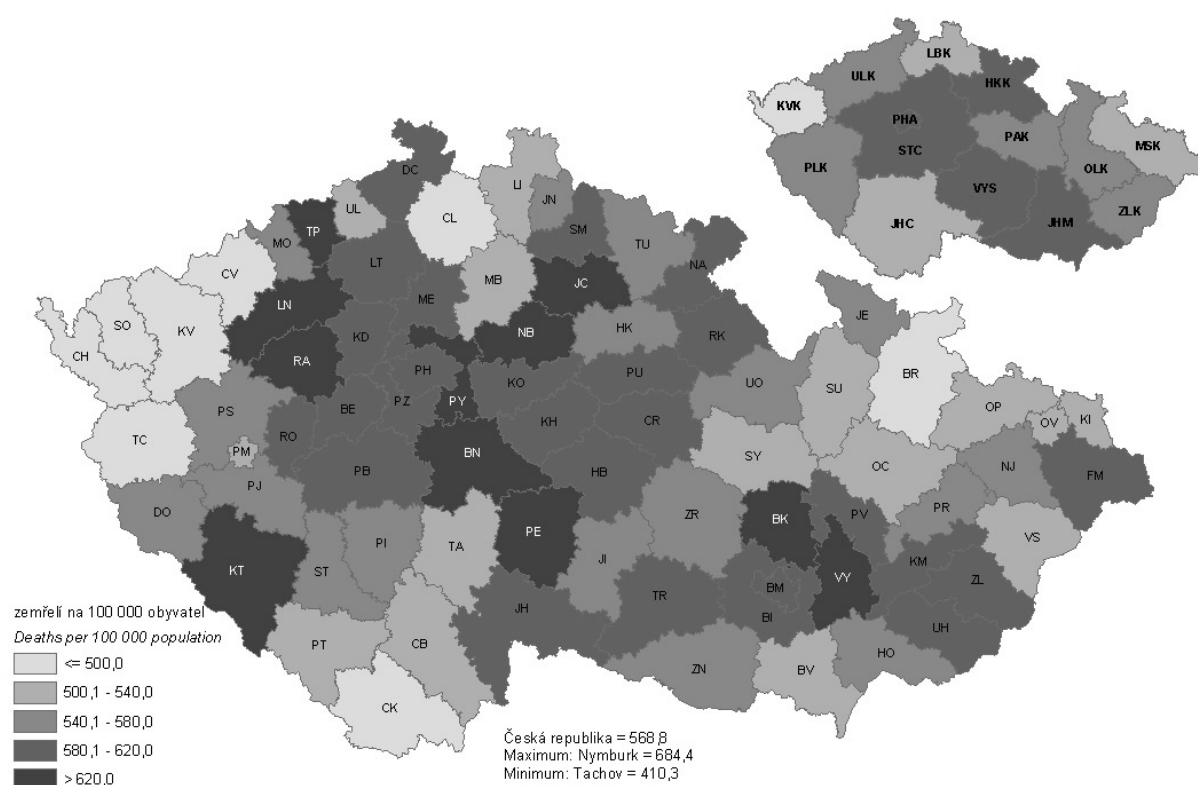 LBK
ULK
HKK
KVK
PHA
PAK
STC
MSK
PLK
OLK
VYS
ZLK
JHC
JHM
DC
LI
JN
UL
CL
TP
SM
MO
TU
NA
LT
CV
MB
JC
ME
LN
SO
KV
JE
NB
HK
KD
CH
RA
RK
PH
PU
BR
KO
UO
SU
PY
PZ
BE
PS
OP
KI
OV
KH
CR
RO
TC
PM
BN
SY
OC
PB
HB
NJ
FM
PJ
DO
PR
ZR
BK
PV
PE
VS
PI
TA
JI
KM
KT
ST
VY
ZL
BM
TR
JH
BI
UH
PT
CB
HO
ZN
BV
CK
zemřelí na 100 000 obyvatel
Deaths per 100 000 population
<= 500,0
500,1 - 540,0
540,1 - 580,0
580,1 - 620,0
> 620,0
Česká republika = 568,8
Maximum: Nymburk = 684,4
Minimum: Tachov = 410,3